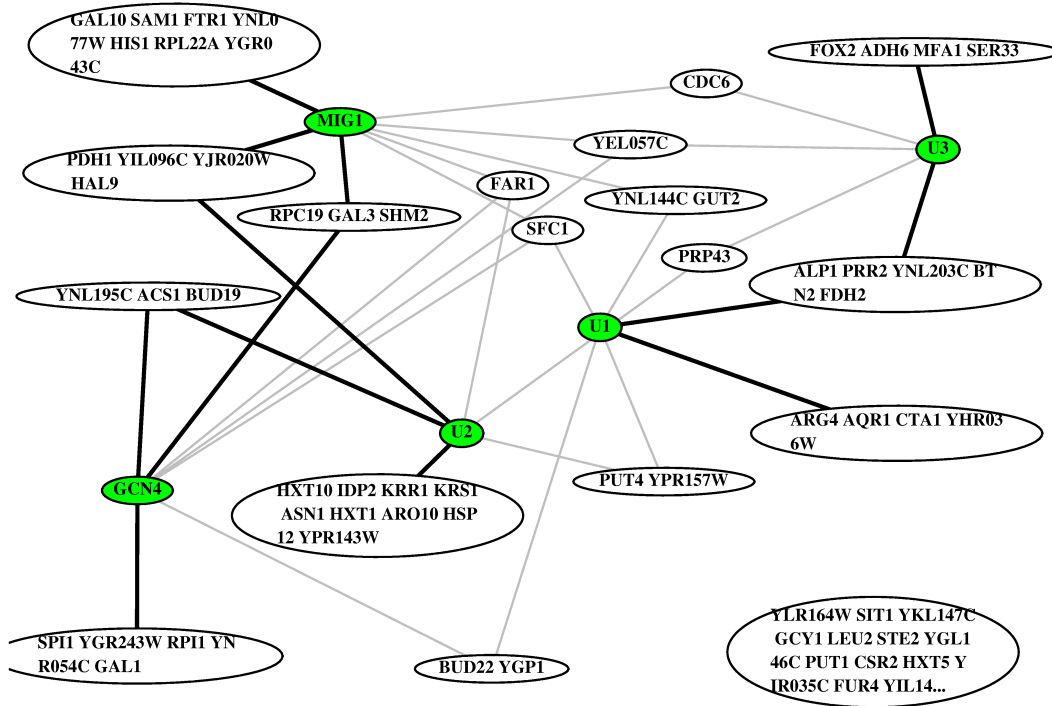 GAL10 SAM1 FTR1 YNL0
77W HIS1 RPL22A YGR0
43C
FOX2 ADH6 MFA1 SER33
CDC6
MIG1
YEL057C
U3
PDH1 YIL096C YJR020W
HAL9
FAR1
YNL144C GUT2
RPC19 GAL3 SHM2
SFC1
PRP43
ALP1 PRR2 YNL203C BT
N2 FDH2
YNL195C ACS1 BUD19
U1
ARG4 AQR1 CTA1 YHR03
6W
U2
PUT4 YPR157W
GCN4
HXT10 IDP2 KRR1 KRS1
ASN1 HXT1 ARO10 HSP
12 YPR143W
YLR164W SIT1 YKL147C
GCY1 LEU2 STE2 YGL1
46C PUT1 CSR2 HXT5 Y
IR035C FUR4 YIL14...
SPI1 YGR243W RPI1 YN
R054C GAL1
BUD22 YGP1